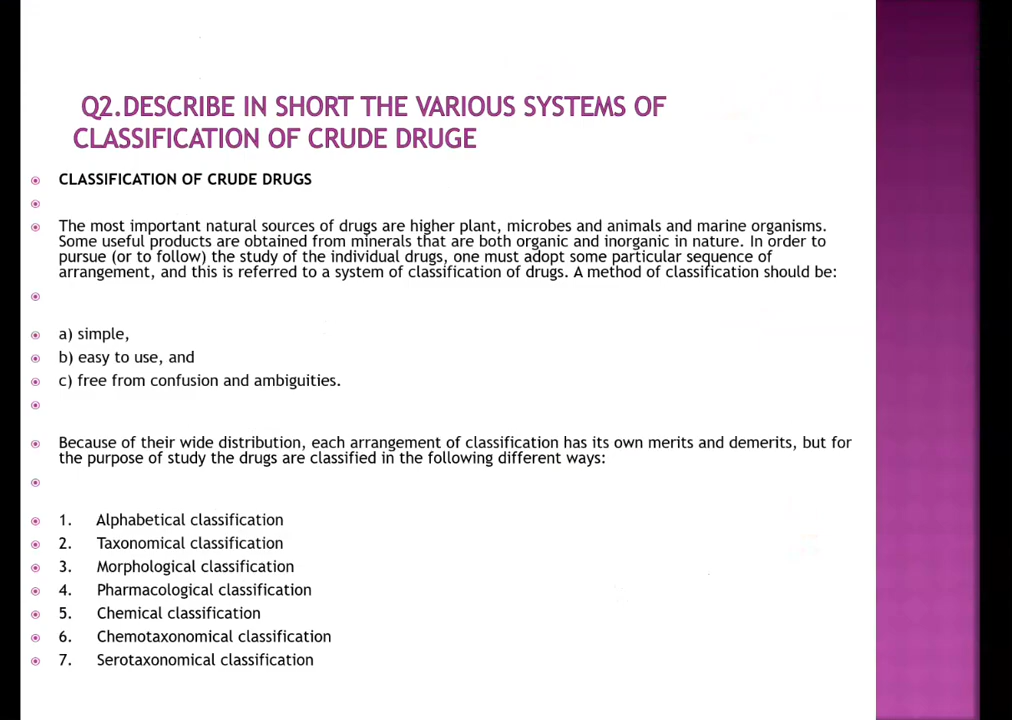 Q2.DESCRIBE IN SHORT THE VARIOUS SYSTEMS OF
CLASSIFICATION OF CRUDE DRUGE
CLASSIFICATION OF CRUDE DRUGS
The most important natural sources of drugs are higher plant, microbes and animals and marine organisms.
Some useful products are obtained from minerals that are both organic and inorganic in nature. In order to
pursue (or to follow) the study of the individual drugs, one must adopt some particular sequence of
arrangement, and this is referred to a system of classification of drugs. A method of classification should be:
a) simple,
b) easy to use, and
c) free from confusion and ambiguities.
Because of their wide distribution, each arrangement of classification has its own merits and demerits, but for
the purpose of study the drugs are classified in the following different ways:
1. Alphabetical classification
2. Taxonomical classification
3. Morphological classification
4. Pharmacological classification
5. Chemical classification
6. Chemotaxonomical classification
7. Serotaxonomical classification